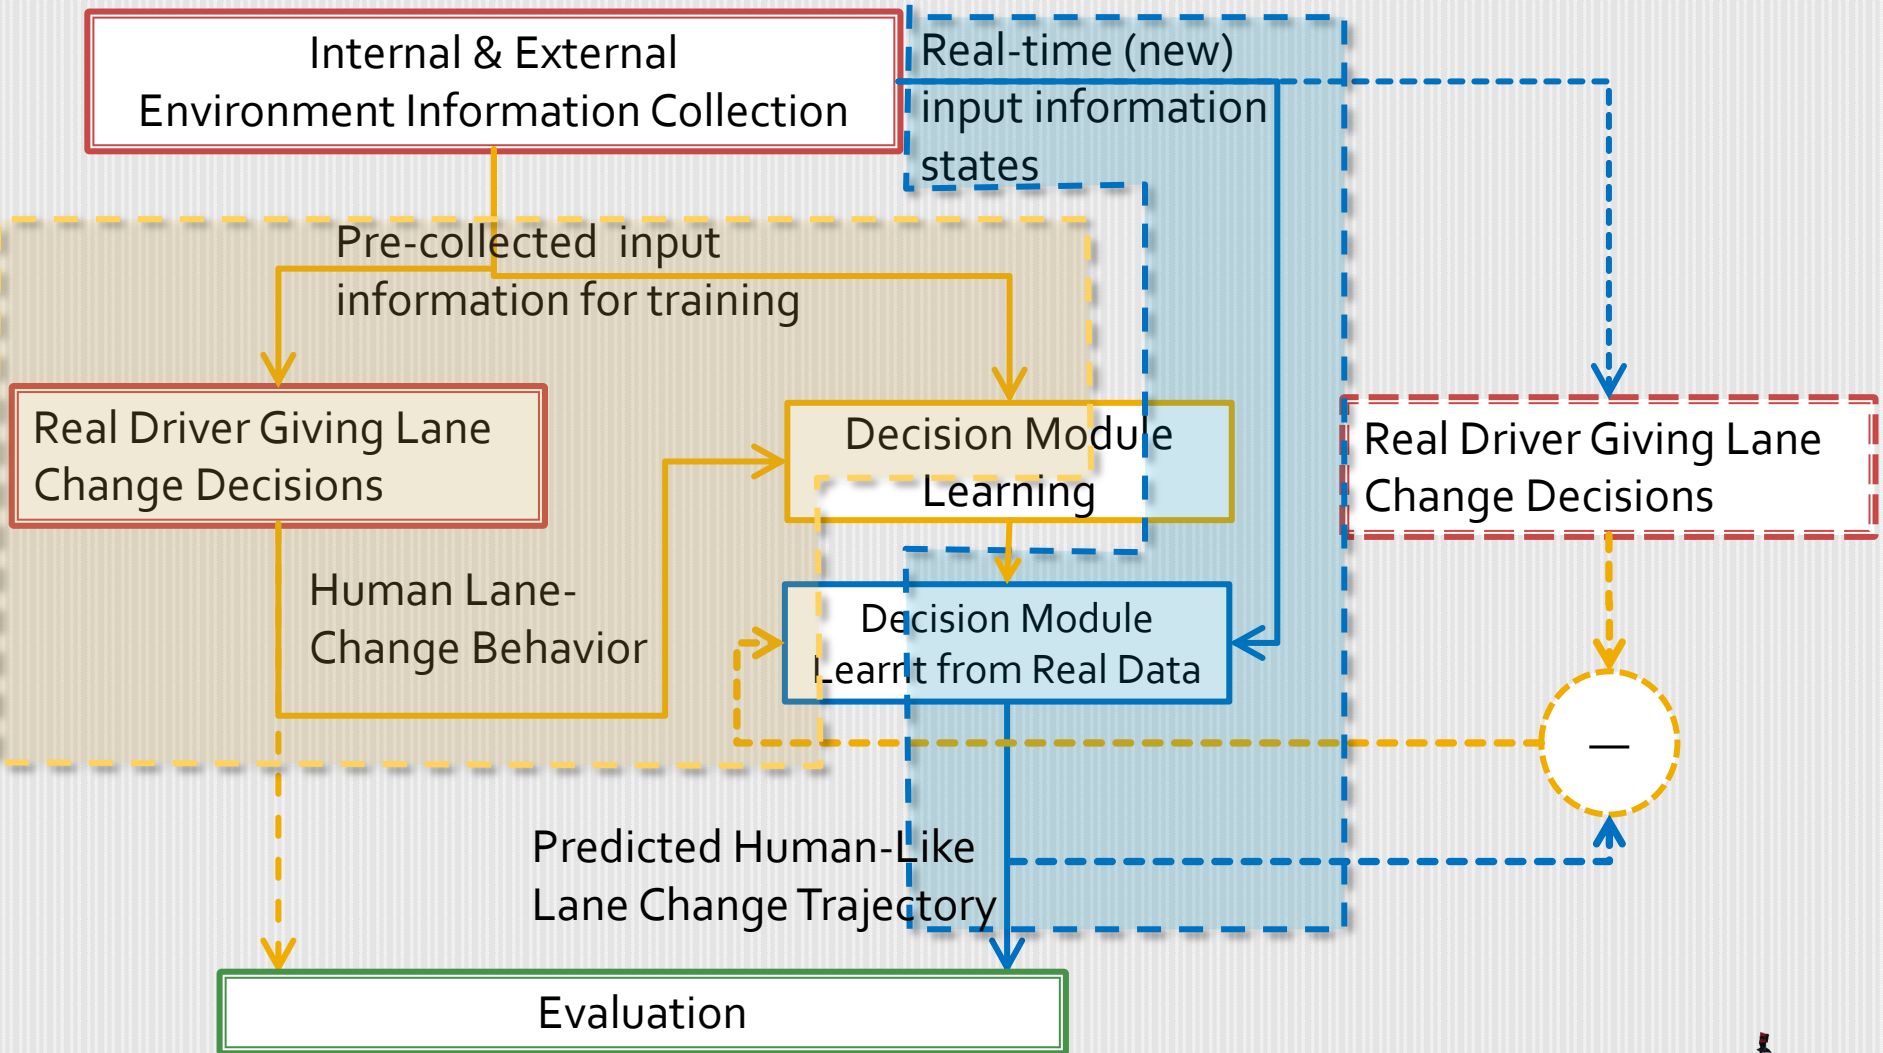 Internal & External
Environment Information Collection
Real-time (new)
input information
states
Pre-collected input
information for training
Real Driver Giving Lane
Change Decisions
Decision Module
Learning
Real Driver Giving Lane
Change Decisions
Human Lane-
Change Behavior
Decision Module
Learnt from Real Data
—
Predicted Human-Like
Lane Change Trajectory
Evaluation